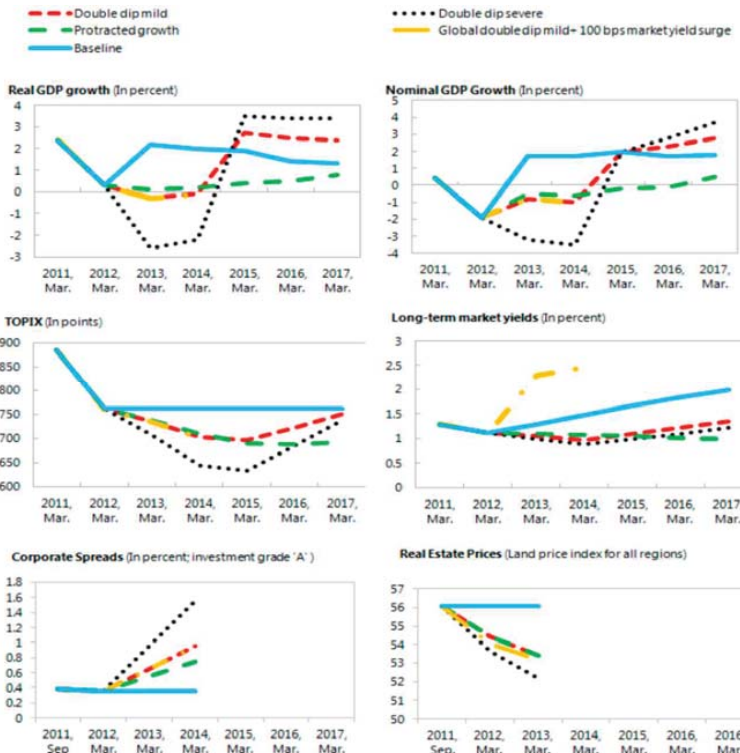 Double dip mild
Protracted growth
Baseline
Double dip severe
Global double dip mild+ 100 bps market yield surge
Real GDP growth (In percent)
4
3
2
1
0
-1
-2
-3
2011, 2012, 2013, 2014, 2015, 2016, 2017,
Mar. Mar. Mar. Mar. Mar. Mar. Mar.
Nominal GDP Growth (In percent)
5
4
3
2
1
0
-1
-2
-3
-4
2011, 2012, 2013, 2014, 2015, 2016, 2017,
Mar. Mar. Mar. Mar. Mar. Mar. Mar.
TOPIX (In points)
900
850
800
750
700
650
600
2011, 2012, 2013, 2014, 2015, 2016, 2017,
Mar. Mar. Mar. Mar. Mar. Mar. Mar.
Long-term market yields (In percent)
3
2.5
2
1.5
1
0.5
0
2011, 2012, 2013, 2014, 2015, 2016, 2017,
Mar. Mar. Mar. Mar. Mar. Mar. Mar.
Corporate Spreads (In percent; investment grade 'A' )
1.8
1.6
1.4
1.2
1
0.8
0.6
0.4
0.2
0
2011, 2012, 2013, 2014, 2015, 2016, 2017,
Sep Mar. Mar. Mar. Mar. Mar. Mar.
Real Estate Prices (Land price index for all regions)
57
56
55
54
53
52
51
50
2011, 2012, 2013, 2014, 2015, 2016, 2016,
Sep. Mar. Mar. Mar. Mar. Mar. Mar.